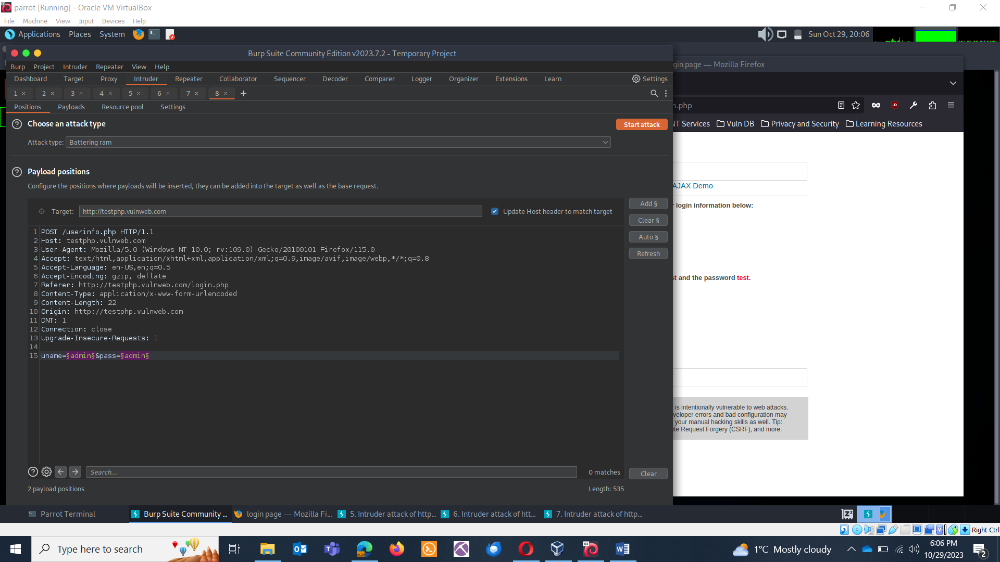 parrot [Running] - Oracle VM VirtualBox
File Machine View Input Devices Help
Applications Places System Sun Oct 29, 20:06
Burp Suite Community Edition v2023.7.2 - Temporary Project
gin page — Mozilla Firefox
Burp Project Intruder Repeater View Help
Dashboard Target Proxy Intruder Repeater Collaborator Sequencer Decoder Comparer Logger Organizer Extensions Learn Settings
1 × 2 × 3 × 4 × 5 × 6 × 7 × 8 × +
Positions Payloads Resource pool Settings
n.php
NT Services Vuln DB Privacy and Security Learning Resources
Choose an attack type
Start attack
Attack type: Battering ram
Payload positions
Configure the positions where payloads will be inserted, they can be added into the target as well as the base request.
Target: http://testphp.vulnweb.com Update Host header to match target
Add §
Clear §
Auto §
Refresh
1 POST /userinfo.php HTTP/1.1
2 Host: testphp.vulnweb.com
3 User-Agent: Mozilla/5.0 (Windows NT 10.0; rv:109.0) Gecko/20100101 Firefox/115.0
4 Accept: text/html,application/xhtml+xml,application/xml;q=0.9,image/avif,image/webp,*/*;q=0.8
5 Accept-Language: en-US,en;q=0.5
6 Accept-Encoding: gzip, deflate
7 Referer: http://testphp.vulnweb.com/login.php
8 Content-Type: application/x-www-form-urlencoded
9 Content-Length: 22
10 Origin: http://testphp.vulnweb.com
11 DNT: 1
12 Connection: close
13 Upgrade-Insecure-Requests: 1
14
15 uname=§admin§&pass=§admin§
AJAX Demo
login information below:
st and the password test.
is intentionally vulnerable to web attacks.
veloper errors and bad configuration may
your manual hacking skills as well. Tip:
ite Request Forgery (CSRF), and more.
Search... 0 matches
Clear
2 payload positions Length: 535
Parrot Terminal Burp Suite Community ... login page — Mozilla Fi... 5. Intruder attack of http... 6. Intruder attack of htt... 7. Intruder attack of http...
Right Ctrl
Type here to search
1°C Mostly cloudy
6:06 PM
10/29/2023
2